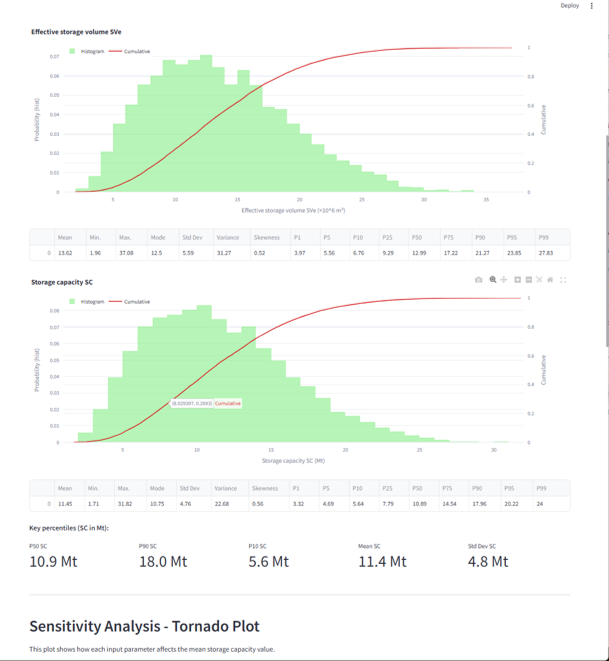 Deploy
Effective storage volume SVe
Histogram Cumulative
0.07
0.06
0.05
0.04
0.03
0.02
0.01
0
Probability (hist)
1
0.8
0.6
0.4
0.2
0
Cumulative
5 10 15 20 25 30 35
Effective storage volume SVe (×10^6 m³)
Mean Min. Max. Mode Std Dev Variance Skewness P1 P5 P10 P25 P50 P75 P90 P95 P99
0 13.62 1.96 37.08 12.5 5.59 31.27 0.52 3.97 5.56 6.76 9.29 12.99 17.22 21.27 23.85 27.83
Storage capacity SC
Histogram Cumulative
0.08
0.07
0.06
0.05
0.04
0.03
0.02
0.01
0
Probability (hist)
1
0.8
0.6
0.4
0.2
0
Cumulative
(8.029397, 0.2693) Cumulative
5 10 15 20 25 30
Storage capacity SC (Mt)
Mean Min. Max. Mode Std Dev Variance Skewness P1 P5 P10 P25 P50 P75 P90 P95 P99
0 11.45 1.71 31.82 10.75 4.76 22.68 0.56 3.32 4.69 5.64 7.79 10.89 14.54 17.96 20.22 24
Key percentiles (SC in Mt):
P50 SC P90 SC P10 SC Mean SC Std Dev SC
10.9 Mt 18.0 Mt 5.6 Mt 11.4 Mt 4.8 Mt
Sensitivity Analysis - Tornado Plot
This plot shows how each input parameter affects the mean storage capacity value.